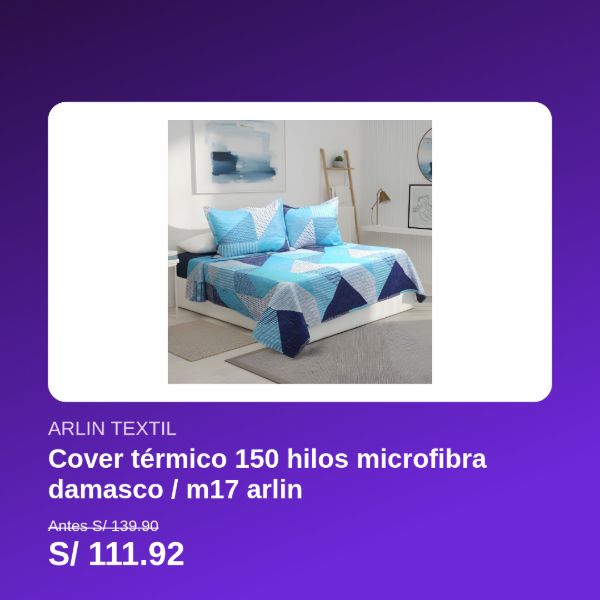 ARLIN TEXTIL
Cover térmico 150 hilos microfibra
damasco / m17 arlin
Antes S/ 139.90
S/ 111.92